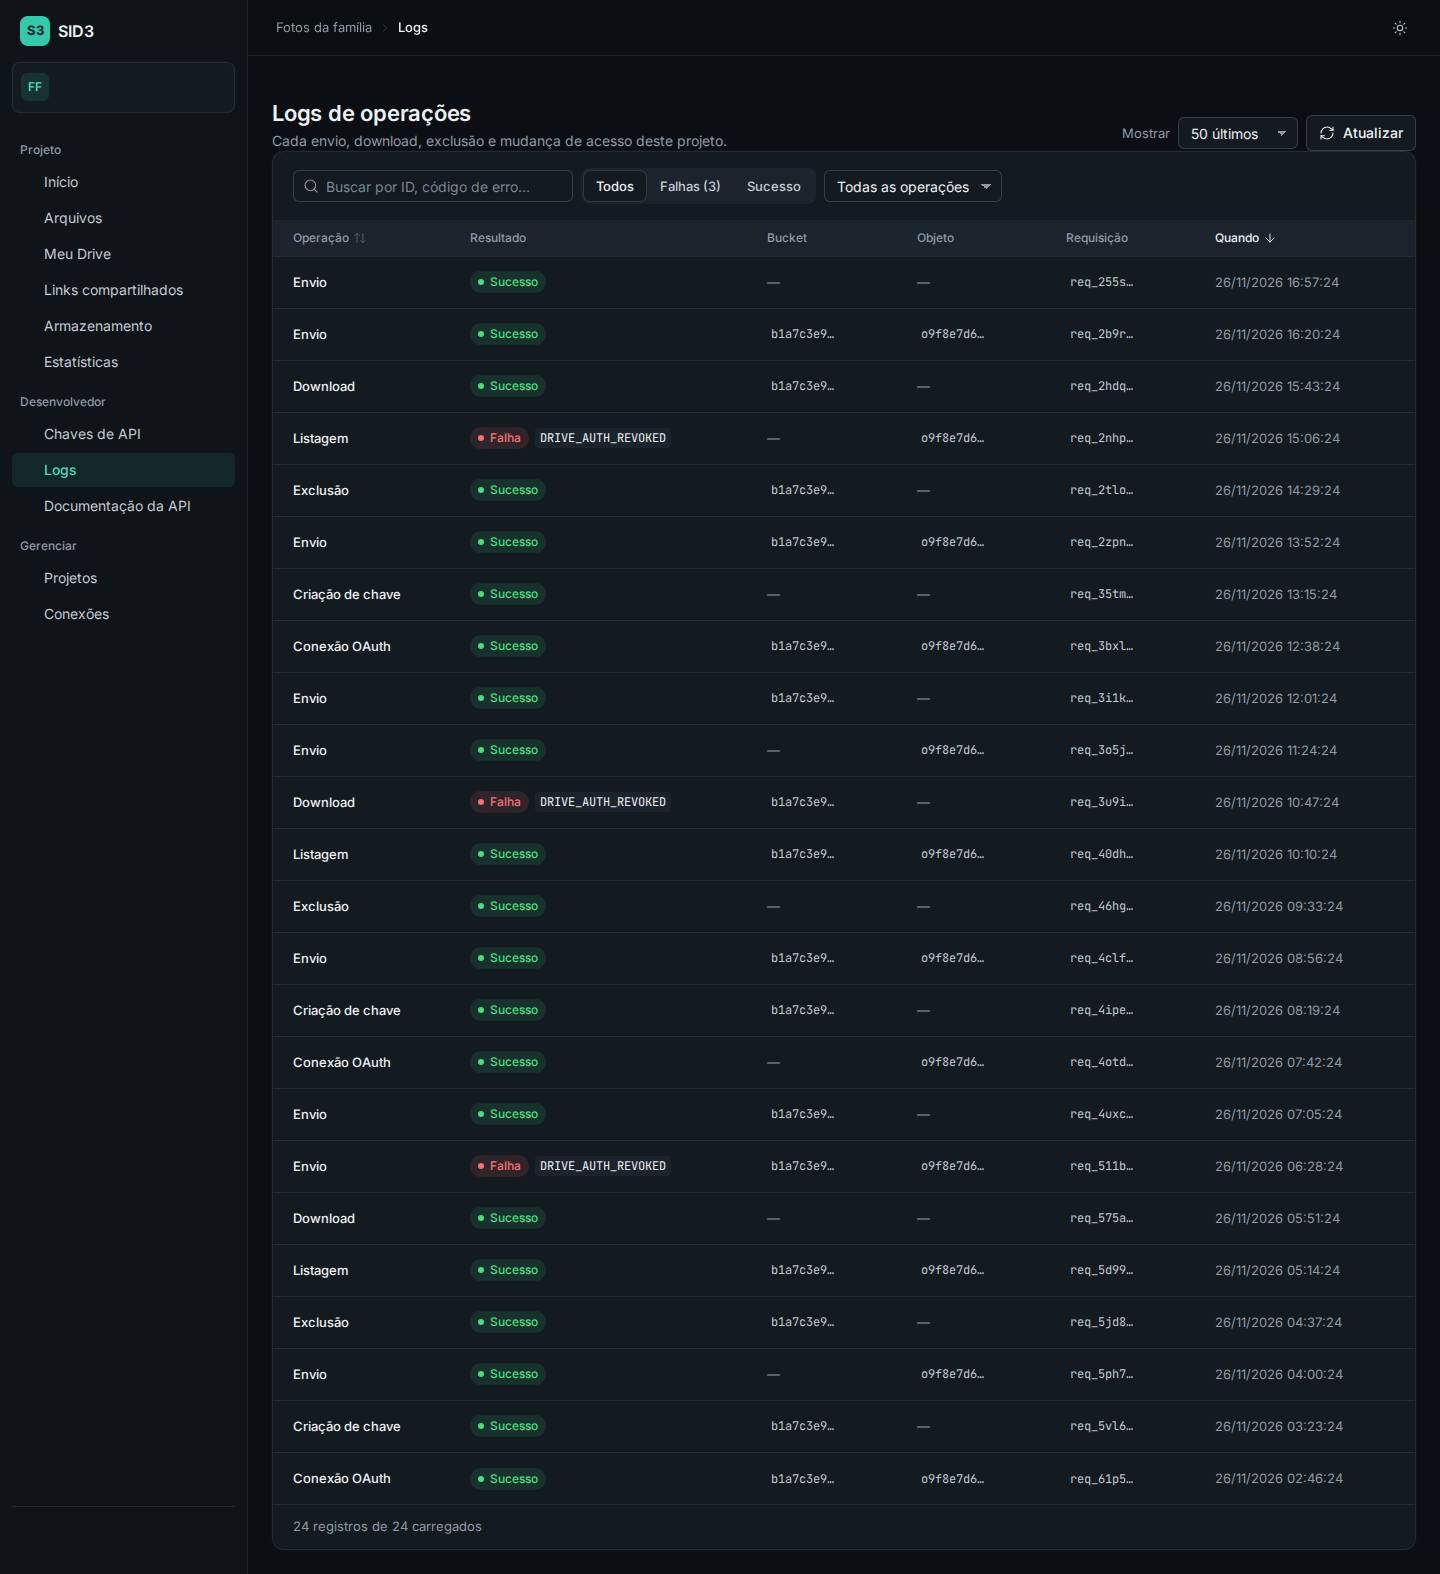 S3 SID3
FF
Projeto
Início
Arquivos
Meu Drive
Links compartilhados
Armazenamento
Estatísticas
Desenvolvedor
Chaves de API
Logs
Documentação da API
Gerenciar
Projetos
Conexões
Fotos da família Logs
Logs de operações
Cada envio, download, exclusão e mudança de acesso deste projeto.
Mostrar 50 últimos Atualizar
Buscar por ID, código de erro... Todos Falhas (3) Sucesso Todas as operações
Operação Resultado Bucket Objeto Requisição Quando
Envio Sucesso — — req_255s… 26/11/2026 16:57:24
Envio Sucesso b1a7c3e9… o9f8e7d6… req_2b9r… 26/11/2026 16:20:24
Download Sucesso b1a7c3e9… — req_2hdq… 26/11/2026 15:43:24
Listagem Falha DRIVE_AUTH_REVOKED — o9f8e7d6… req_2nhp… 26/11/2026 15:06:24
Exclusão Sucesso b1a7c3e9… — req_2tlo… 26/11/2026 14:29:24
Envio Sucesso b1a7c3e9… o9f8e7d6… req_2zpn… 26/11/2026 13:52:24
Criação de chave Sucesso — — req_35tm… 26/11/2026 13:15:24
Conexão OAuth Sucesso b1a7c3e9… o9f8e7d6… req_3bxl… 26/11/2026 12:38:24
Envio Sucesso b1a7c3e9… — req_3i1k… 26/11/2026 12:01:24
Envio Sucesso — o9f8e7d6… req_3o5j… 26/11/2026 11:24:24
Download Falha DRIVE_AUTH_REVOKED b1a7c3e9… — req_3u9i… 26/11/2026 10:47:24
Listagem Sucesso b1a7c3e9… o9f8e7d6… req_40dh… 26/11/2026 10:10:24
Exclusão Sucesso — — req_46hg… 26/11/2026 09:33:24
Envio Sucesso b1a7c3e9… o9f8e7d6… req_4clf… 26/11/2026 08:56:24
Criação de chave Sucesso b1a7c3e9… — req_4ipe… 26/11/2026 08:19:24
Conexão OAuth Sucesso — o9f8e7d6… req_4otd… 26/11/2026 07:42:24
Envio Sucesso b1a7c3e9… — req_4uxc… 26/11/2026 07:05:24
Envio Falha DRIVE_AUTH_REVOKED b1a7c3e9… o9f8e7d6… req_511b… 26/11/2026 06:28:24
Download Sucesso — — req_575a… 26/11/2026 05:51:24
Listagem Sucesso b1a7c3e9… o9f8e7d6… req_5d99… 26/11/2026 05:14:24
Exclusão Sucesso b1a7c3e9… — req_5jd8… 26/11/2026 04:37:24
Envio Sucesso — o9f8e7d6… req_5ph7… 26/11/2026 04:00:24
Criação de chave Sucesso b1a7c3e9… — req_5vl6… 26/11/2026 03:23:24
Conexão OAuth Sucesso b1a7c3e9… o9f8e7d6… req_61p5… 26/11/2026 02:46:24
24 registros de 24 carregados